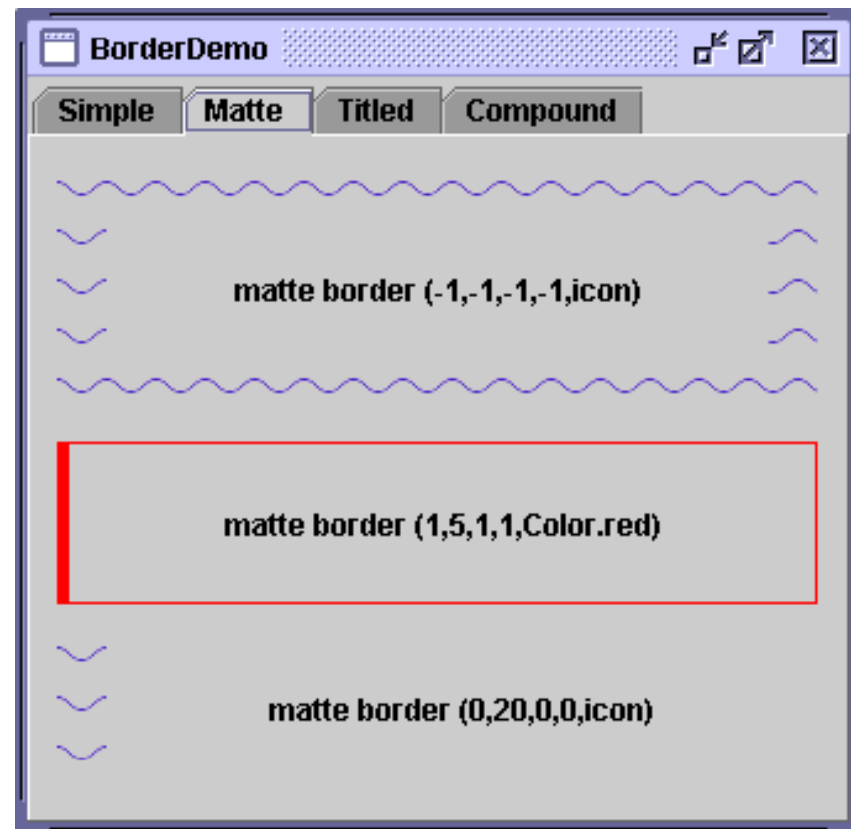 BorderDemo
Simple Matte Titled Compound
matte border (-1,-1,-1,-1,icon)
matte border (1,5,1,1,Color.red)
matte border (0,20,0,0,icon)